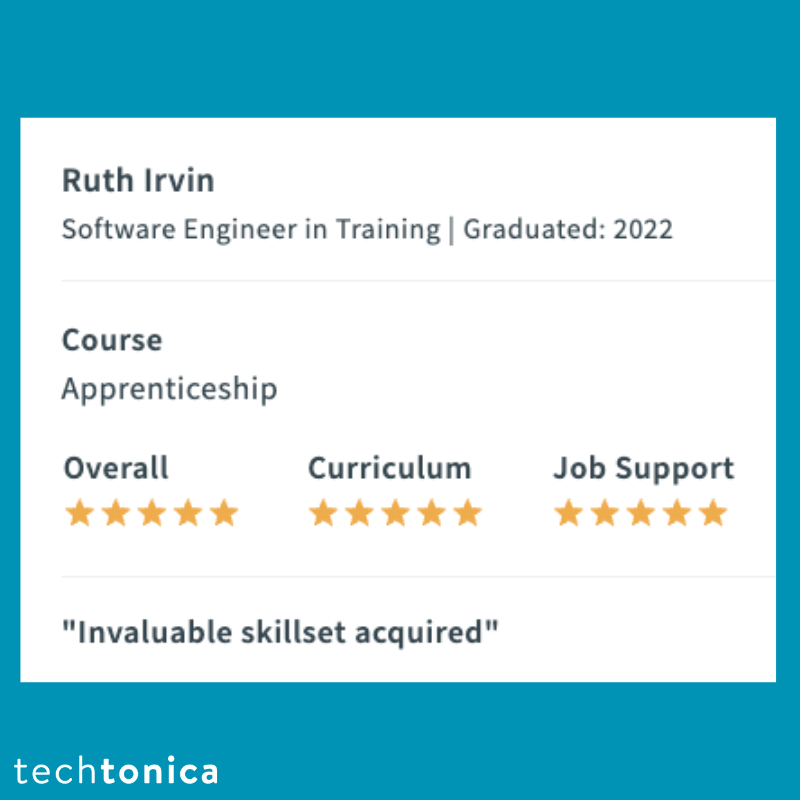 Ruth Irvin
Software Engineer in Training | Graduated: 2022
Course
Apprenticeship
Overall Curriculum Job Support
"Invaluable skillset acquired"
techtonica